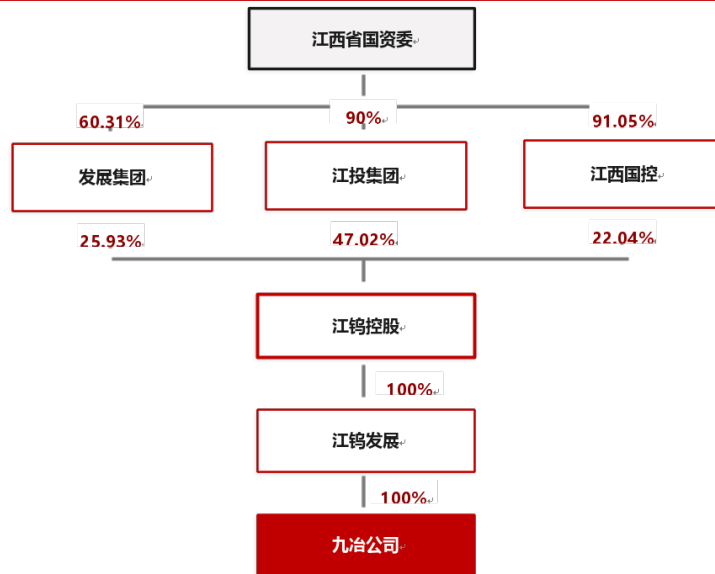 江西省国资委
60.31%
90%
91.05%
发展集团
江投集团
江西国控
25.93%
47.02%
22.04%
江钨控股
100%
江钨发展
100%
九冶公司